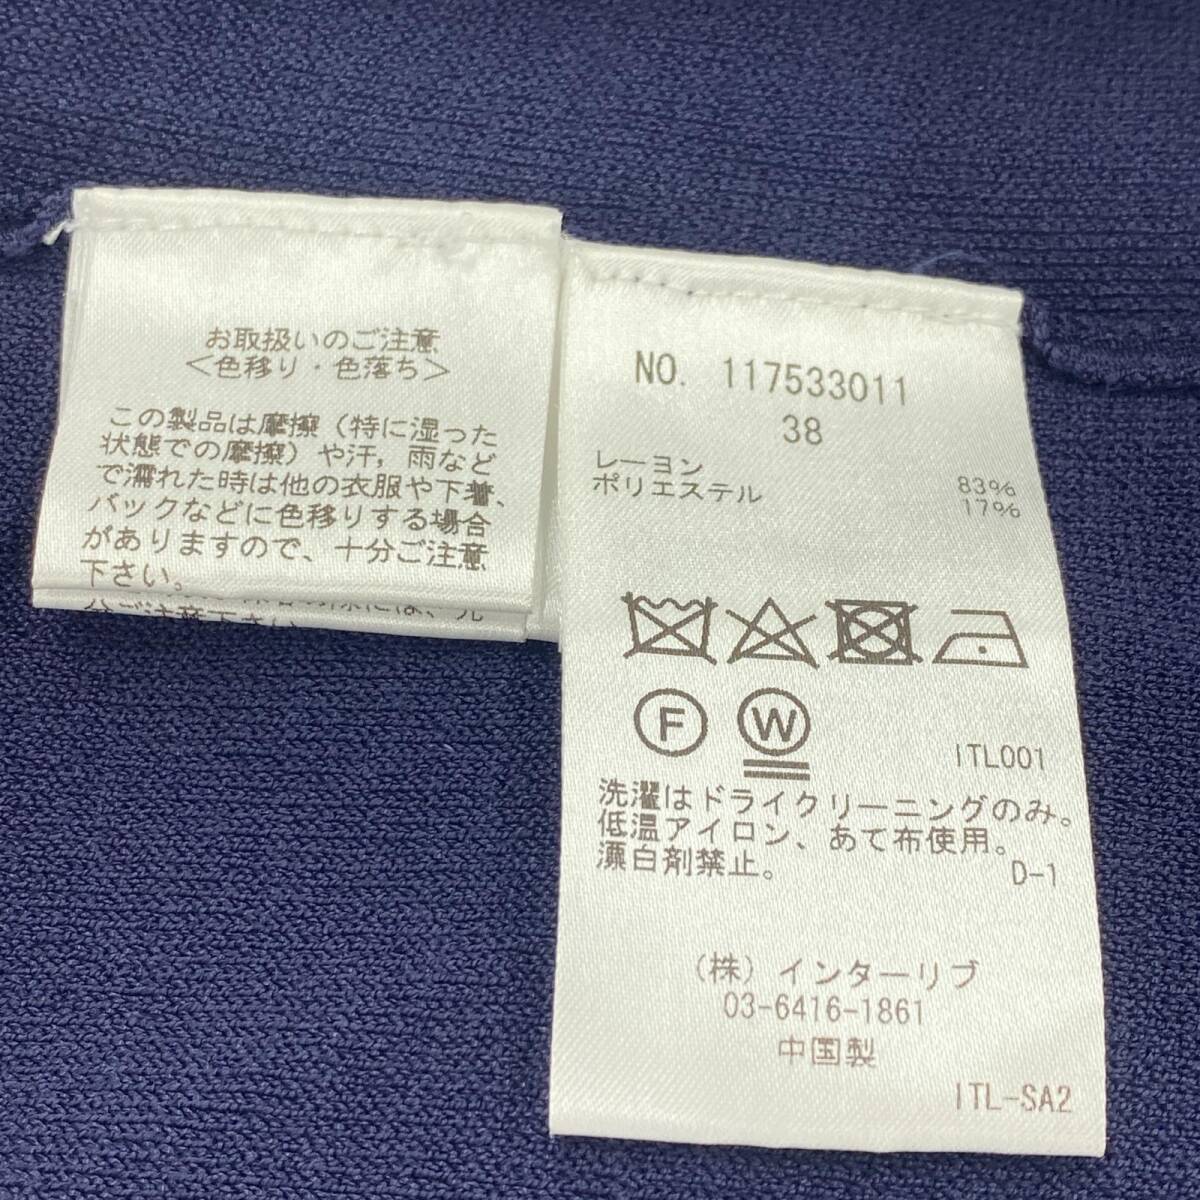 お取扱いのご注意
＜色移り・色落ち＞
この製品は摩擦（特に湿った
状態での摩擦）や汗，雨など
で濡れた時は他の衣服や下着、
バックなどに色移りする場合
がありますので、十分ご注意
下さい。
分ご注意下さい
NO. 117533011
38
レーヨン 83%
ポリエステル 17%
F W
ITL001
洗濯はドライクリーニングのみ。
低温アイロン、あて布使用。
漂白剤禁止。
D-1
（株）インターリブ
03-6416-1861
中国製
ITL-SA2